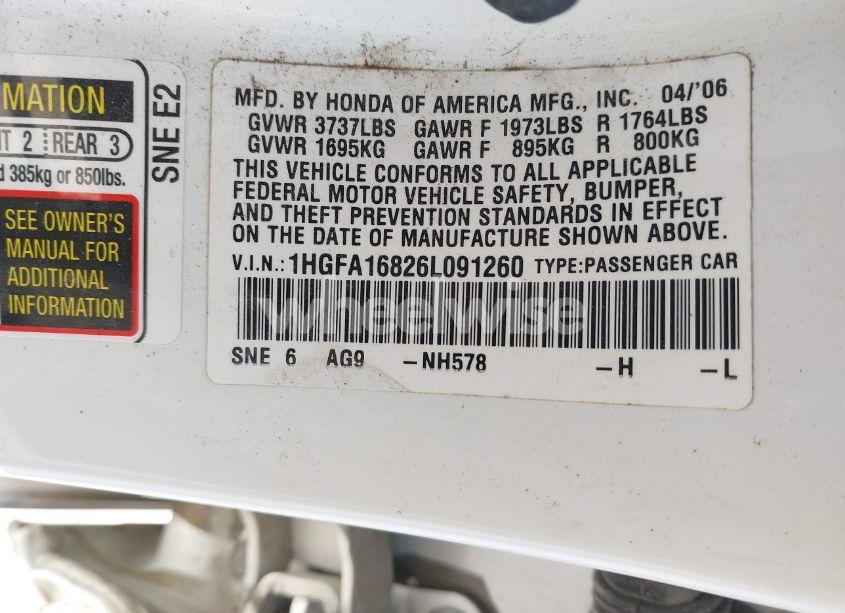 MATION
2 REAR 3
385kg or 850lbs.
SEE OWNER'S
MANUAL FOR
ADDITIONAL
INFORMATION
SNE E2
MFD. BY HONDA OF AMERICA MFG., INC. 04/'06
GVWR 3737LBS GAWR F 1973LBS R 1764LBS
GVWR 1695KG GAWR F 895KG R 800KG
THIS VEHICLE CONFORMS TO ALL APPLICABLE
FEDERAL MOTOR VEHICLE SAFETY, BUMPER,
AND THEFT PREVENTION STANDARDS IN EFFECT
ON THE DATE OF MANUFACTURE SHOWN ABOVE.
V.I.N.: 1HGFA16826L091260 TYPE:PASSENGER CAR
wheelwise
SNE 6 AG9 -NH578 -H -L